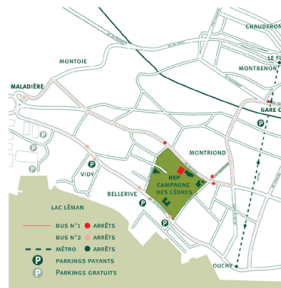 CHAUDERON
LE F
MONTBENON
MONTOIE
MALADIÈRE
GARE C
P
P
P
P
MONTRIOND
HEP
CAMPAGNE
DES CÈDRES
VIDY
BELLERIVE
P
P
LAC LÉMAN
BUS N°1 ARRÊTS
BUS N°2 ARRÊTS
MÉTRO ARRÊTS
P PARKINGS PAYANTS
P PARKINGS GRATUITS
OUCHY